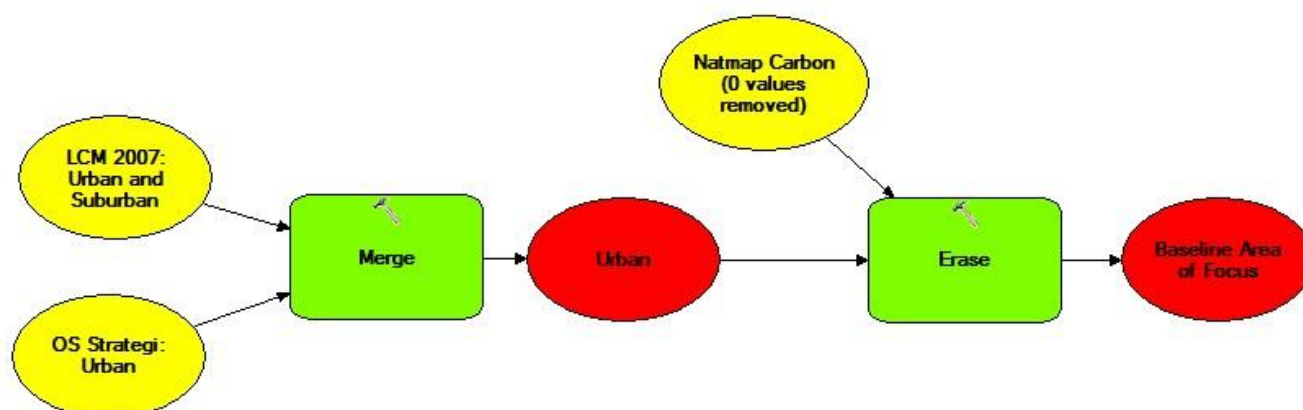 Natmap Carbon
(0 values
removed)
LCM 2007:
Urban and
Suburban
Merge
Urban
Erase
Baseline Area
of Focus
OS Strategi:
Urban